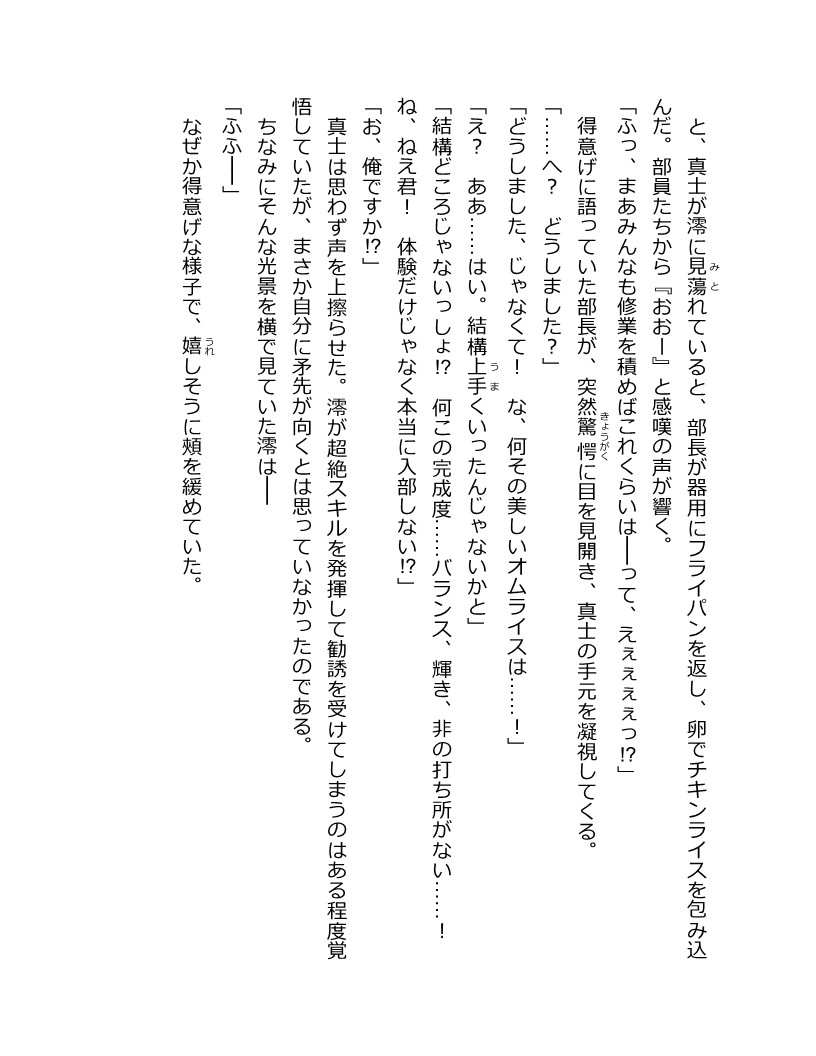 と、真士が澪に見蕩れていると、部長が器用にフライパンを返し、卵でチキンライスを包み込
んだ。部員たちから『おおー』と感嘆の声が響く。
「ふっ、まあみんなも修業を積めばこれくらいは――って、えぇぇぇぇっ!?」
得意げに語っていた部長が、突然驚愕に目を見開き、真士の手元を凝視してくる。
「……へ？　どうしました？」
「どうしました、じゃなくて！　な、何その美しいオムライスは……！」
「え？　ああ……はい。結構上手くいったんじゃないかと」
「結構どころじゃないっしょ!?　何この完成度……バランス、輝き、非の打ち所がない……！
ね、ねえ君！　体験だけじゃなく本当に入部しない!?」
「お、俺ですか!?」
真士は思わず声を上擦らせた。澪が超絶スキルを発揮して勧誘を受けてしまうのはある程度覚
悟していたが、まさか自分に矛先が向くとは思っていなかったのである。
ちなみにそんな光景を横で見ていた澪は――
「ふふ――」
なぜか得意げな様子で、嬉しそうに頰を緩めていた。